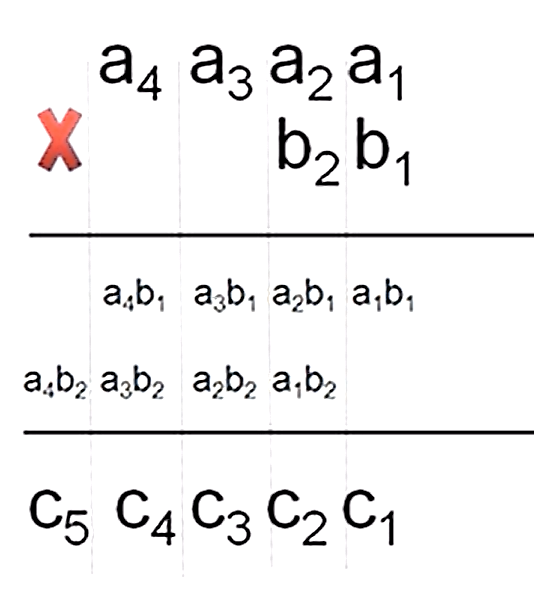 a₄ a₃ a₂ a₁
X b₂ b₁
a₄b₁ a₃b₁ a₂b₁ a₁b₁
a₄b₂ a₃b₂ a₂b₂ a₁b₂
C₅ C₄ C₃ C₂ C₁